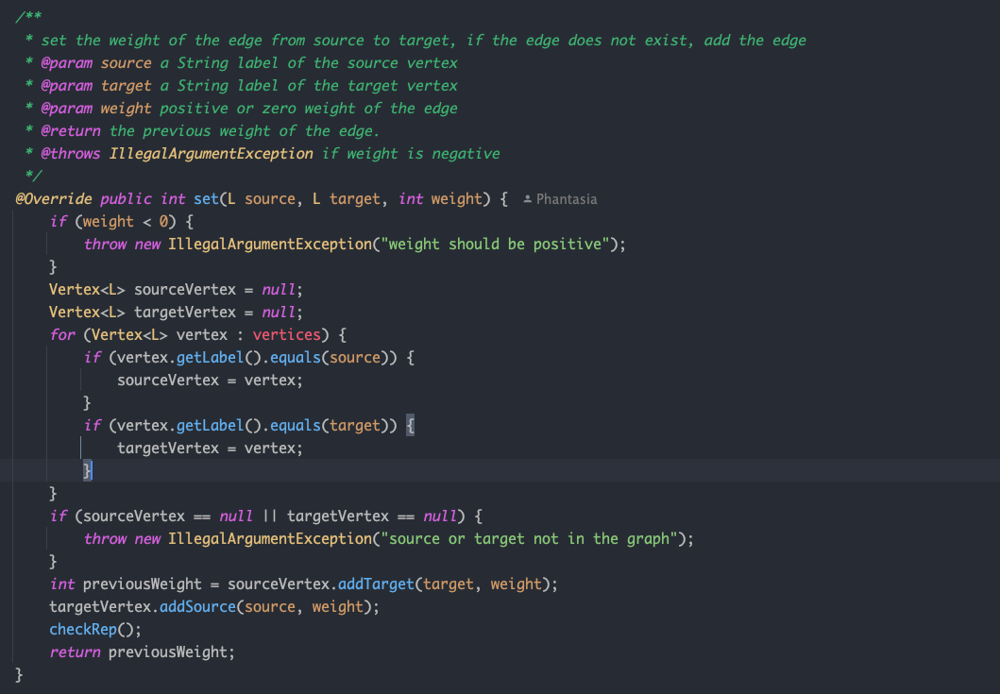 /**
 * set the weight of the edge from source to target, if the edge does not exist, add the edge
 * @param source a String label of the source vertex
 * @param target a String label of the target vertex
 * @param weight positive or zero weight of the edge
 * @return the previous weight of the edge.
 * @throws IllegalArgumentException if weight is negative
 */
@Override public int set(L source, L target, int weight) { Phantasia
    if (weight < 0) {
        throw new IllegalArgumentException("weight should be positive");
    }
    Vertex<L> sourceVertex = null;
    Vertex<L> targetVertex = null;
    for (Vertex<L> vertex : vertices) {
        if (vertex.getLabel().equals(source)) {
            sourceVertex = vertex;
        }
        if (vertex.getLabel().equals(target)) {
            targetVertex = vertex;
        }
    }
    if (sourceVertex == null || targetVertex == null) {
        throw new IllegalArgumentException("source or target not in the graph");
    }
    int previousWeight = sourceVertex.addTarget(target, weight);
    targetVertex.addSource(source, weight);
    checkRep();
    return previousWeight;
}